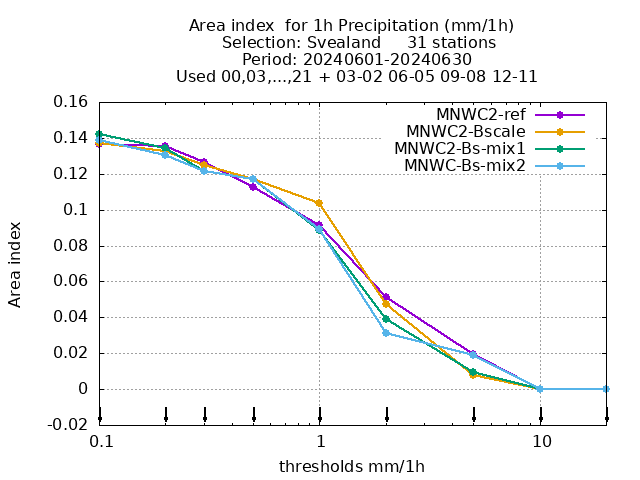 Area index  for 1h Precipitation (mm/1h)
Selection: Svealand     31 stations
Period: 20240601-20240630
Used 00,03,...,21 + 03-02 06-05 09-08 12-11
MNWC2-ref
MNWC2-Bscale
MNWC2-Bs-mix1
MNWC-Bs-mix2
0.16
0.14
0.12
0.1
0.08
0.06
0.04
0.02
0
-0.02
Area index
0.1 1 10
thresholds mm/1h